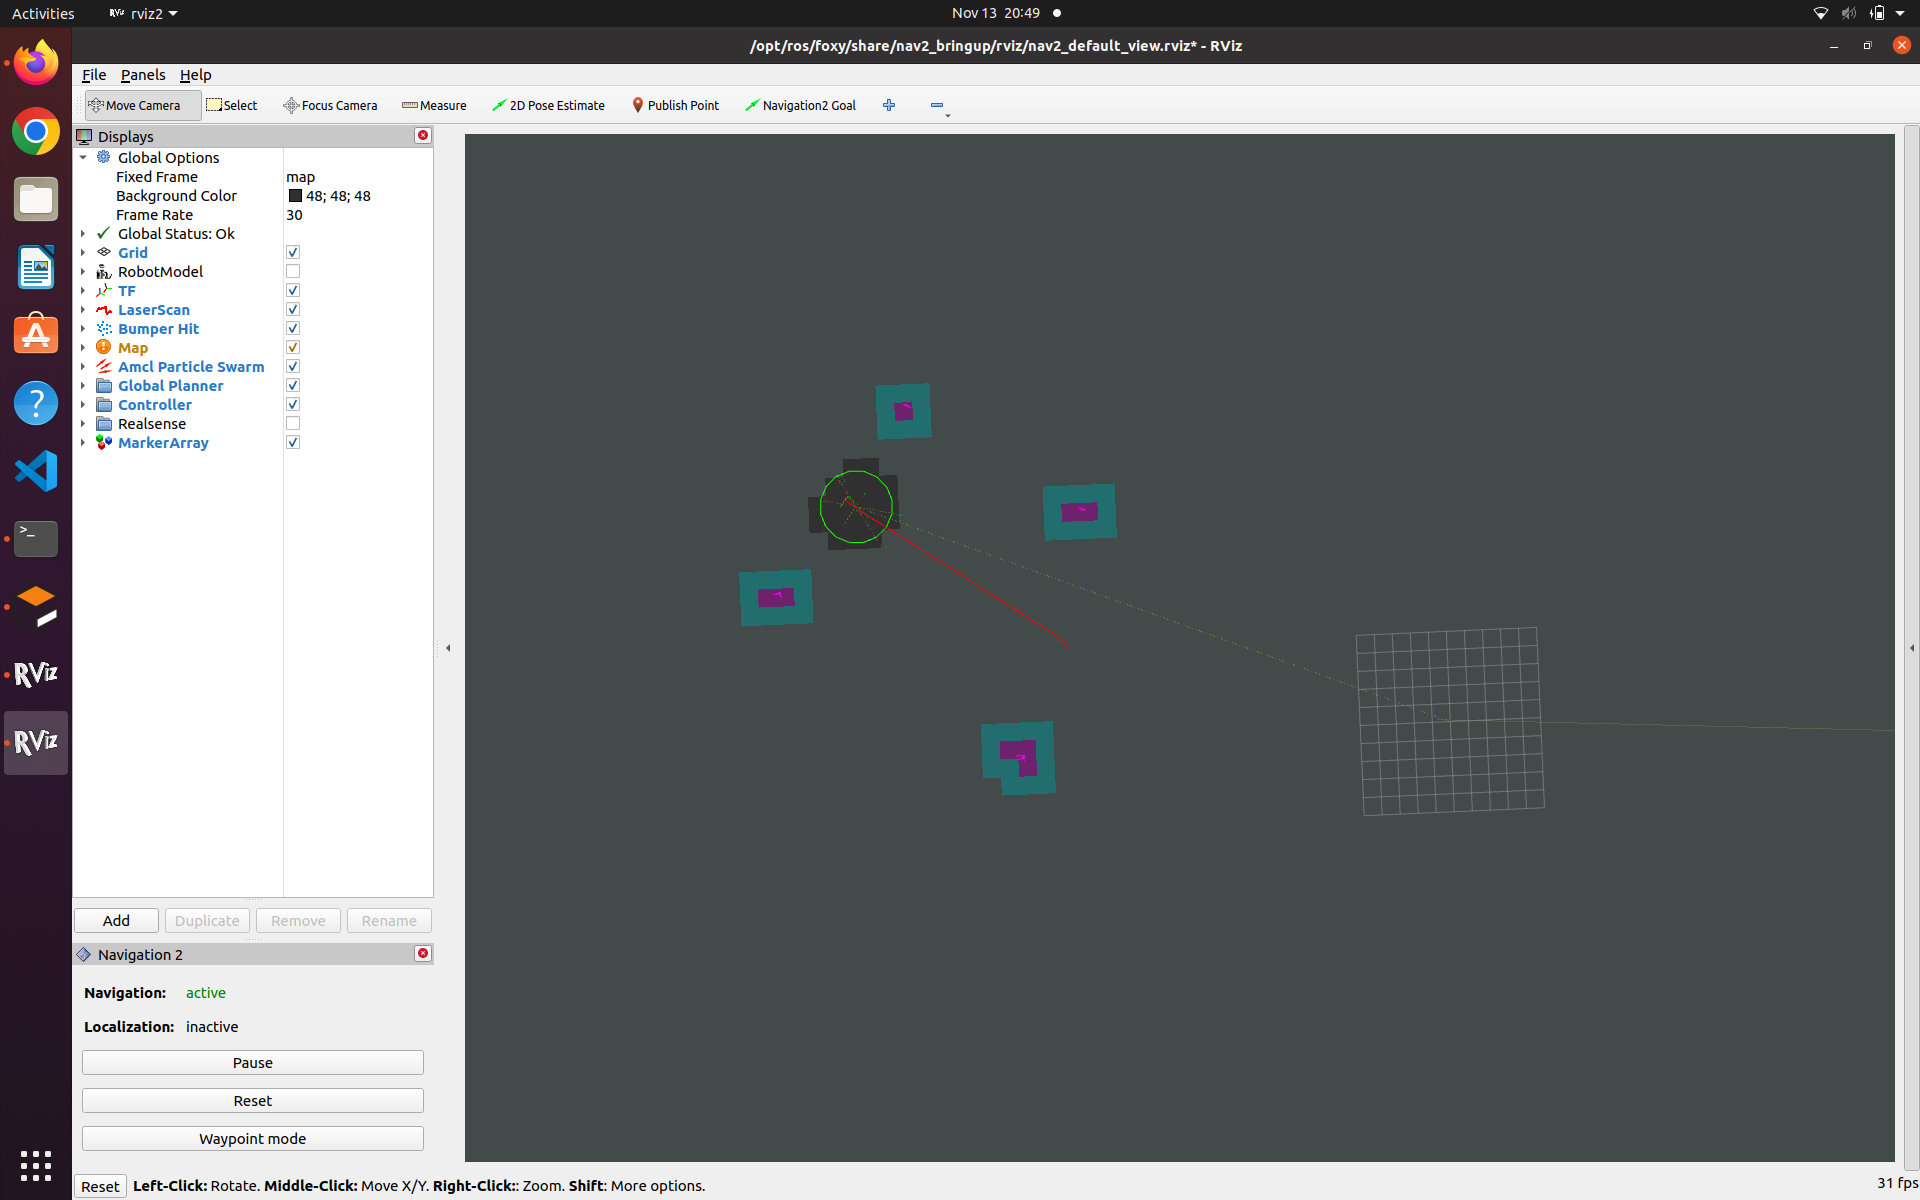 Activities
RViz rviz2
Nov 13 20:49
/opt/ros/foxy/share/nav2_bringup/rviz/nav2_default_view.rviz* - RViz
File Panels Help
Move Camera Select Focus Camera Measure 2D Pose Estimate Publish Point Navigation2 Goal
Displays
Global Options
Fixed Frame map
Background Color 48; 48; 48
Frame Rate 30
Global Status: Ok
Grid
RobotModel
TF
LaserScan
Bumper Hit
Map
Amcl Particle Swarm
Global Planner
Controller
Realsense
MarkerArray
Add Duplicate Remove Rename
Navigation 2
Navigation: active
Localization: inactive
Pause
Reset
Waypoint mode
RViz
RViz
Reset Left-Click: Rotate. Middle-Click: Move X/Y. Right-Click:: Zoom. Shift: More options.
31 fps